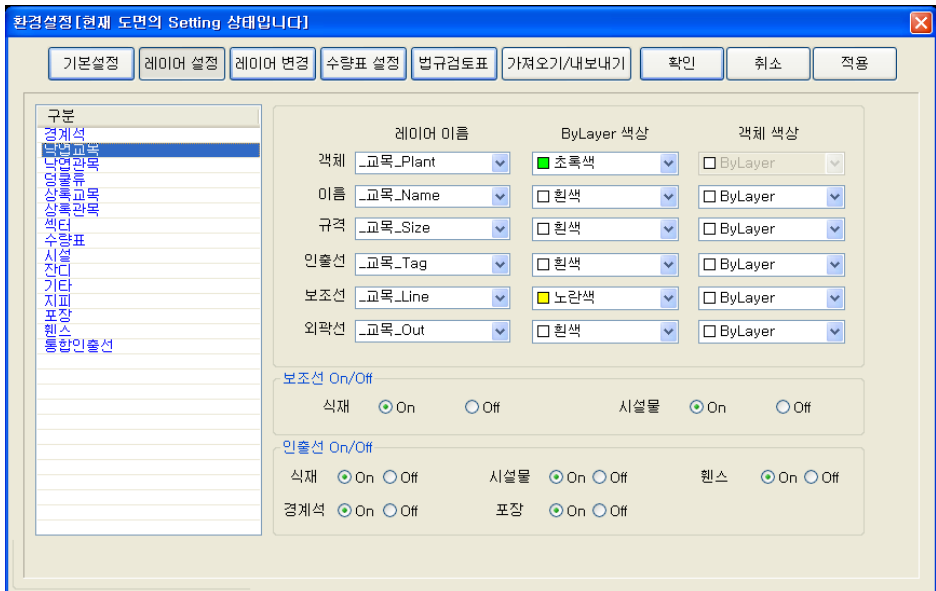 환경설정[현재 도면의 Setting 상태입니다]
기본설정 레이어 설정 레이어 변경 수량표 설정 법규검토표 가져오기/내보내기 확인 취소 적용
구분
경계석
낙엽교목
낙엽관목
덩쿨류
상록교목
상록관목
섹터
수량표
시설
잔디
기타
지피
포장
휀스
통합인출선
레이어 이름 ByLayer 색상 객체 색상
객체 _교목_Plant 초록색 ByLayer
이름 _교목_Name 흰색 ByLayer
규격 _교목_Size 흰색 ByLayer
인출선 _교목_Tag 흰색 ByLayer
보조선 _교목_Line 노란색 ByLayer
외곽선 _교목_Out 흰색 ByLayer
보조선 On/Off
식재 On Off 시설물 On Off
인출선 On/Off
식재 On Off 시설물 On Off 휀스 On Off
경계석 On Off 포장 On Off